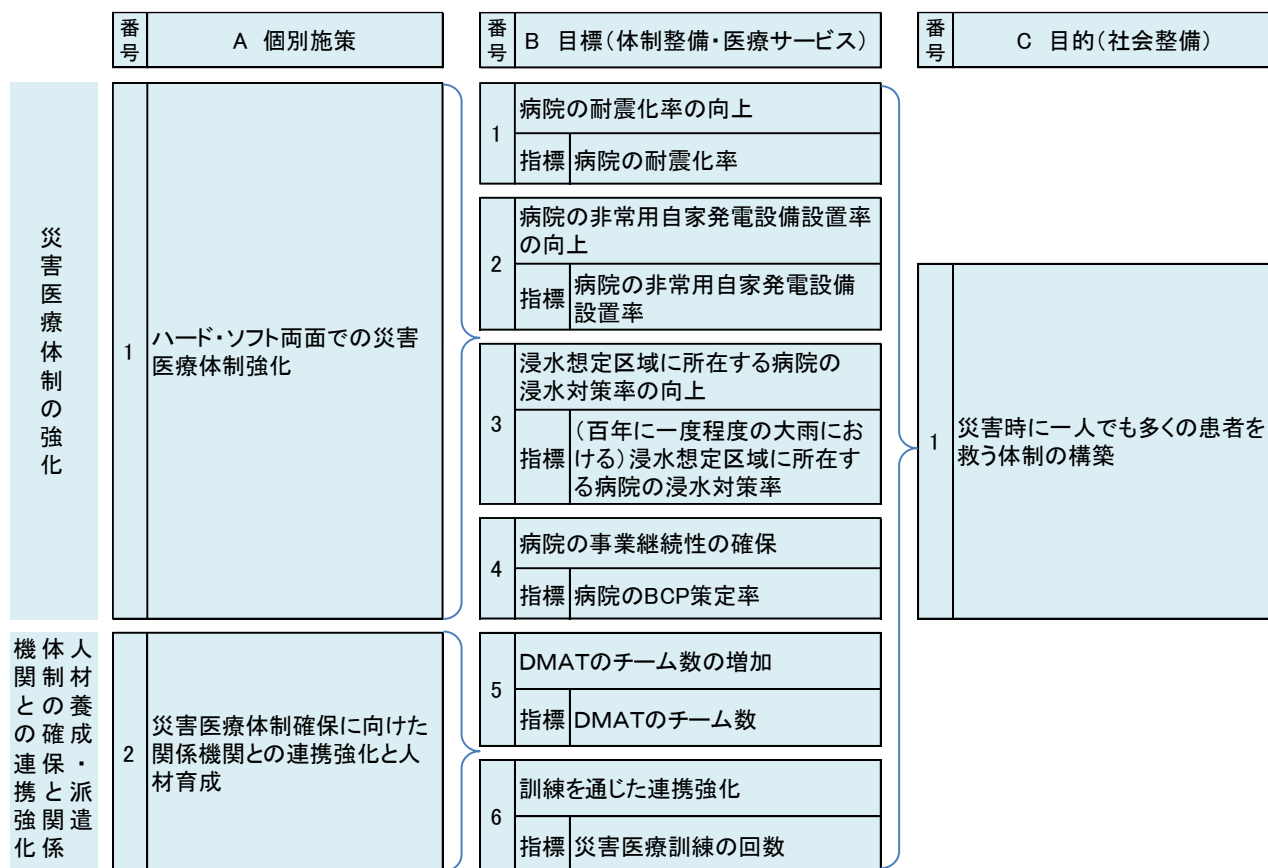 番号
A 個別施策
番号
B 目標(体制整備・医療サービス)
番号
C 目的(社会整備)
災害医療体制の強化
1
ハード・ソフト両面での災害
医療体制強化
1
病院の耐震化率の向上
指標
病院の耐震化率
2
病院の非常用自家発電設備設置率
の向上
指標
病院の非常用自家発電設備
設置率
3
浸水想定区域に所在する病院の
浸水対策率の向上
指標
(百年に一度程度の大雨にお
ける)浸水想定区域に所在す
る病院の浸水対策率
4
病院の事業継続性の確保
指標
病院のBCP策定率
人材養成・派遣
体制の確保と関係
機関との連携強化
2
災害医療体制確保に向けた
関係機関との連携強化と人
材育成
5
DMATのチーム数の増加
指標
DMATのチーム数
6
訓練を通じた連携強化
指標
災害医療訓練の回数
1
災害時に一人でも多くの患者を
救う体制の構築